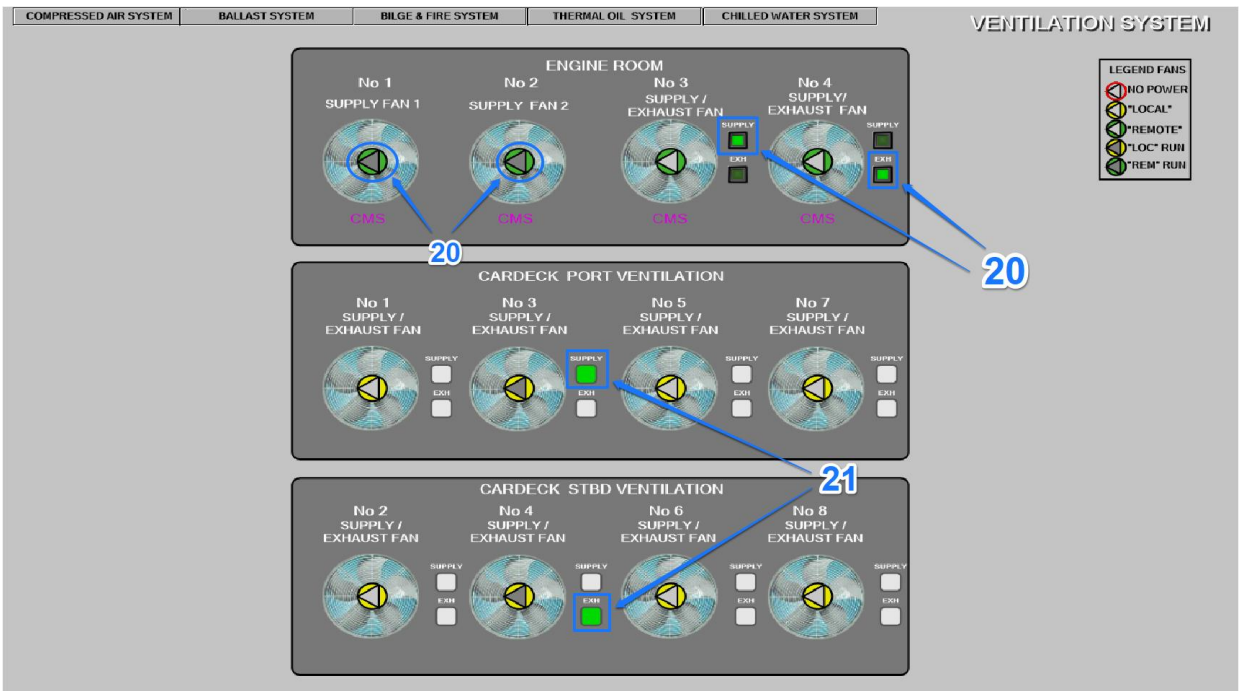 COMPRESSED AIR SYSTEM
BALLAST SYSTEM
BILGE & FIRE SYSTEM
THERMAL OIL SYSTEM
CHILLED WATER SYSTEM
VENTILATION SYSTEM
LEGEND FANS
NO POWER
"LOCAL"
"REMOTE"
"LOC" RUN
"REM" RUN
ENGINE ROOM
No 1
SUPPLY FAN 1
CMS
No 2
SUPPLY FAN 2
CMS
No 3
SUPPLY /
EXHAUST FAN
SUPPLY
EXH
CMS
No 4
SUPPLY/
EXHAUST FAN
SUPPLY
EXH
CMS
20
20
CARDECK PORT VENTILATION
No 1
SUPPLY /
EXHAUST FAN
SUPPLY
EXH
No 3
SUPPLY /
EXHAUST FAN
SUPPLY
EXH
No 5
SUPPLY /
EXHAUST FAN
SUPPLY
EXH
No 7
SUPPLY /
EXHAUST FAN
SUPPLY
EXH
21
CARDECK STBD VENTILATION
No 2
SUPPLY /
EXHAUST FAN
SUPPLY
EXH
No 4
SUPPLY /
EXHAUST FAN
SUPPLY
EXH
No 6
SUPPLY /
EXHAUST FAN
SUPPLY
EXH
No 8
SUPPLY /
EXHAUST FAN
SUPPLY
EXH